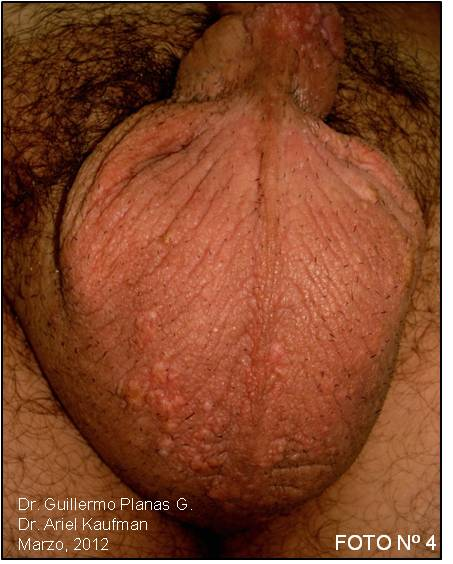 Dr. Guillermo Planas G.
Dr. Ariel Kaufman
Marzo, 2012
FOTO Nº 4